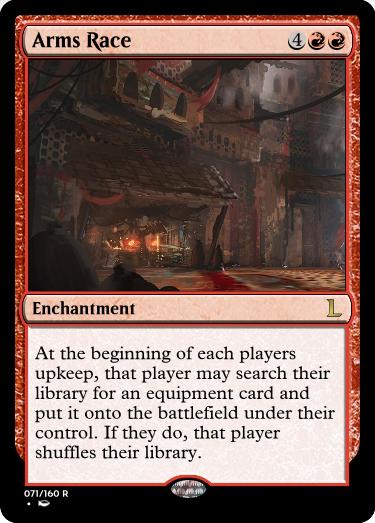 Arms Race 4
Enchantment L
At the beginning of each players
upkeep, that player may search their
library for an equipment card and
put it onto the battlefield under their
control. If they do, that player
shuffles their library.
071/160 R